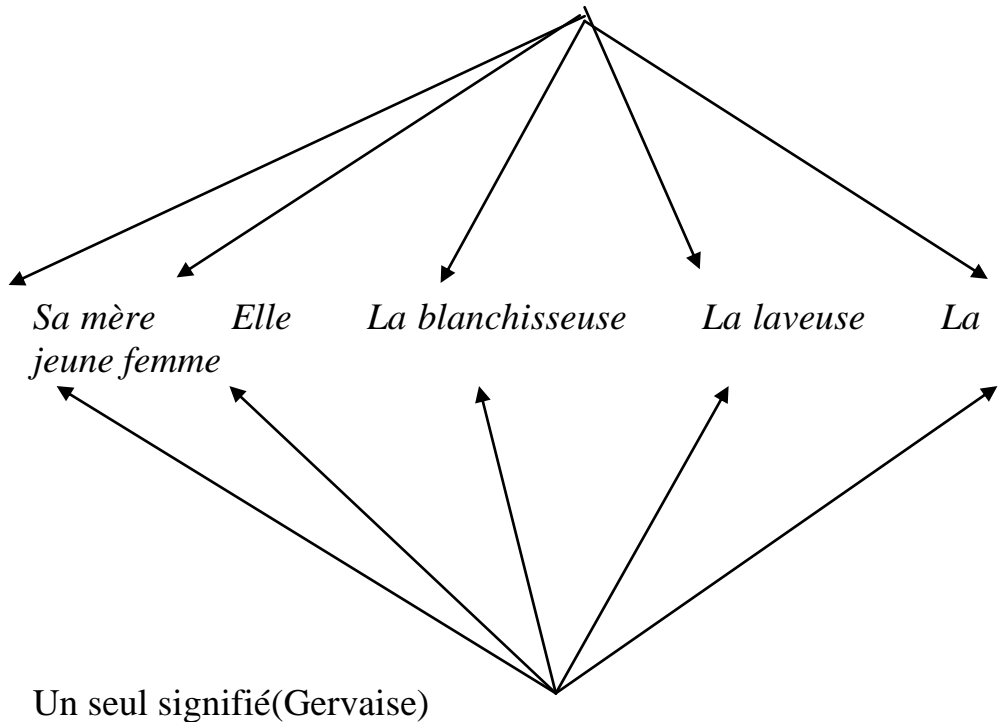 Sa mère Elle La blanchisseuse La laveuse La
jeune femme
Un seul signifié(Gervaise)